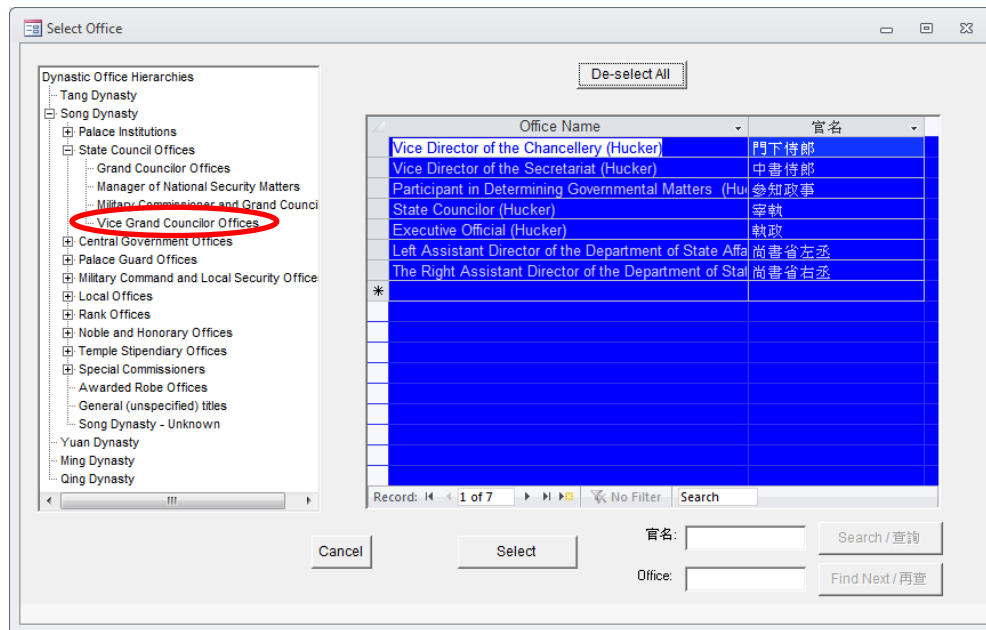 Select Office
Dynastic Office Hierarchies
Tang Dynasty
Song Dynasty
Palace Institutions
State Council Offices
Grand Councilor Offices
Manager of National Security Matters
Military Commissioner and Grand Counci
Vice Grand Councilor Offices
Central Government Offices
Palace Guard Offices
Military Command and Local Security Office
Local Offices
Rank Offices
Noble and Honorary Offices
Temple Stipendiary Offices
Special Commissioners
Awarded Robe Offices
General (unspecified) titles
Song Dynasty - Unknown
Yuan Dynasty
Ming Dynasty
Qing Dynasty
De-select All
Office Name 官名
Vice Director of the Chancellery (Hucker) 門下侍郎
Vice Director of the Secretariat (Hucker) 中書侍郎
Participant in Determining Governmental Matters (Hu 參知政事
State Councilor (Hucker) 宰執
Executive Official (Hucker) 執政
Left Assistant Director of the Department of State Affa 尚書省左丞
The Right Assistant Director of the Department of Stat 尚書省右丞
Record: 1 of 7 No Filter Search
Cancel
Select
官名:
Search / 查詢
Office:
Find Next / 再查